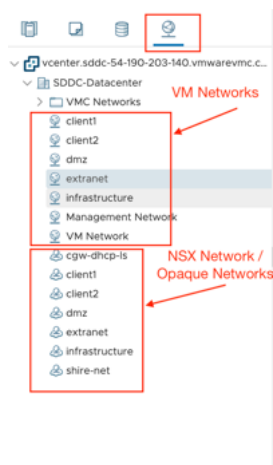 vcenter.sddc-54-190-203-140.vmwarevmc.c...
SDDC-Datacenter
VMC Networks
VM Networks
client1
client2
dmz
extranet
infrastructure
Management Network
VM Network
cgw-dhcp-ls
NSX Network /
Opaque Networks
client1
client2
dmz
extranet
infrastructure
shire-net